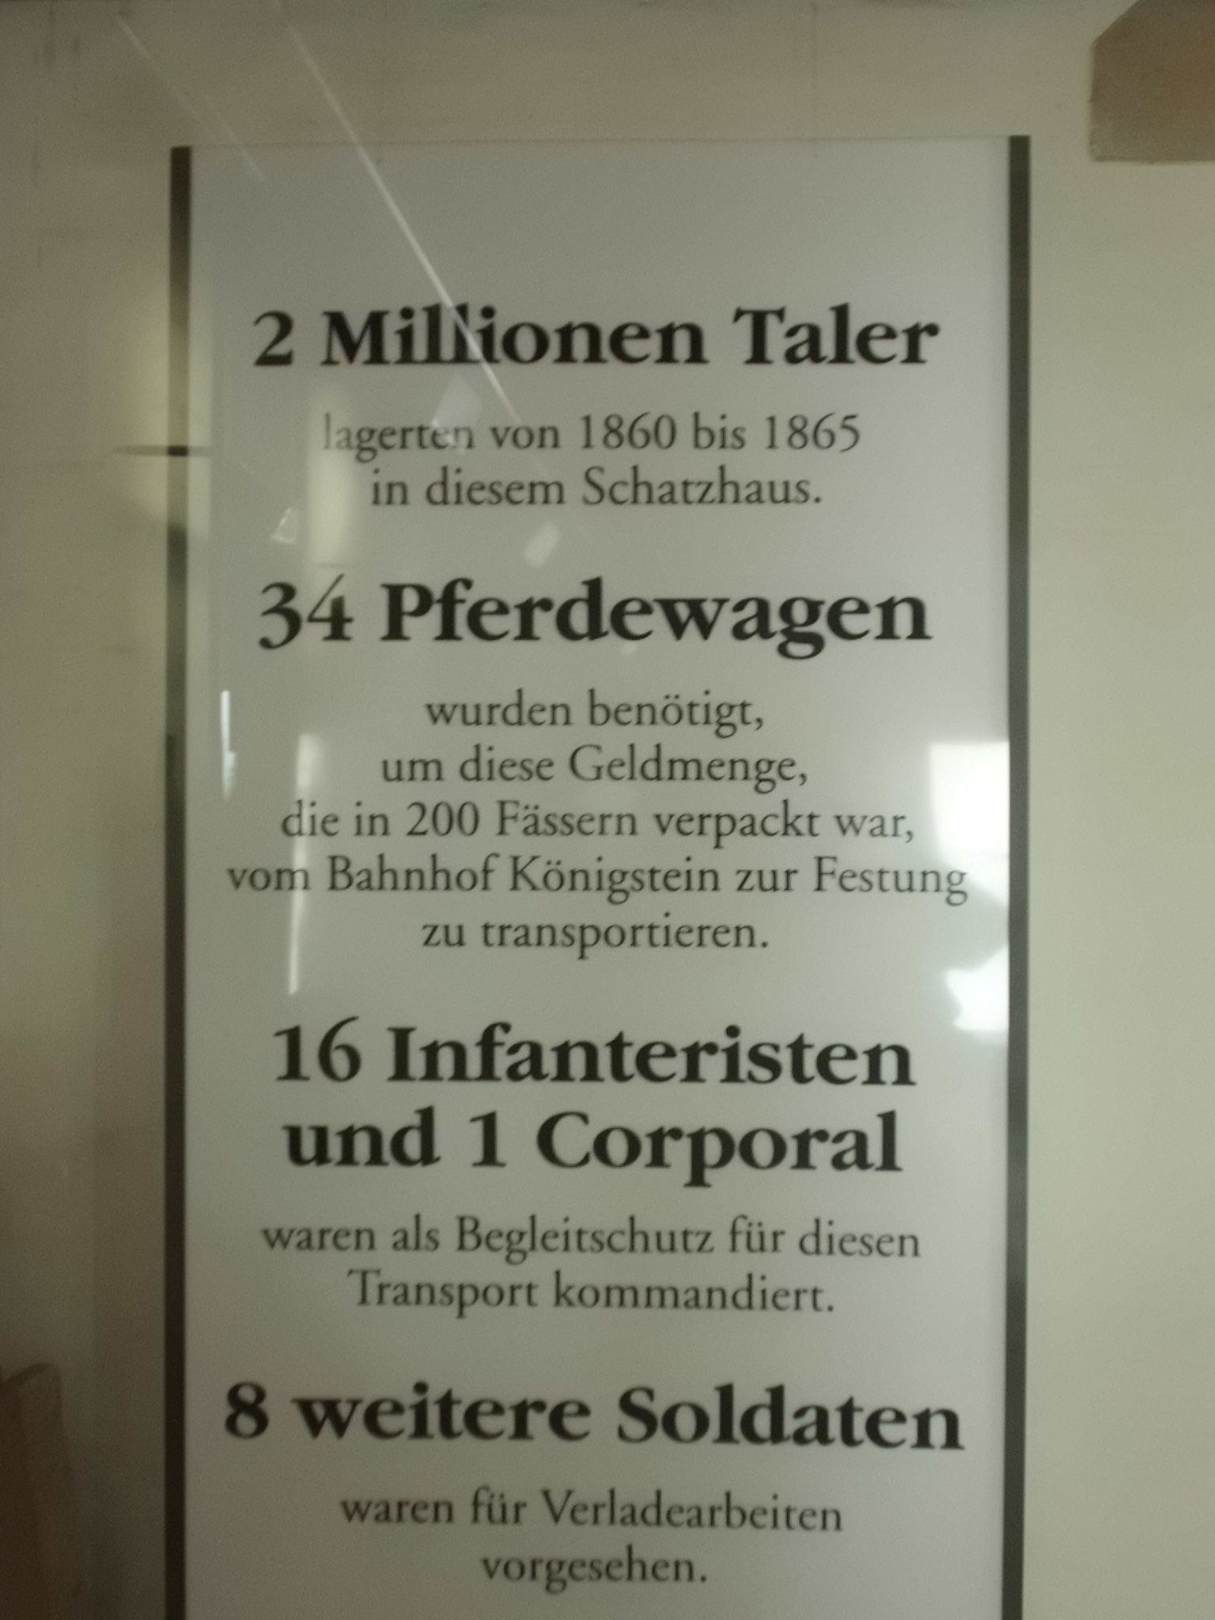 2 Millionen Taler
lagerten von 1860 bis 1865
in diesem Schatzhaus.
34 Pferdewagen
wurden benötigt,
um diese Geldmenge,
die in 200 Fässern verpackt war,
vom Bahnhof Königstein zur Festung
zu transportieren.
16 Infanteristen
und 1 Corporal
waren als Begleitschutz für diesen
Transport kommandiert.
8 weitere Soldaten
waren für Verladearbeiten
vorgesehen.